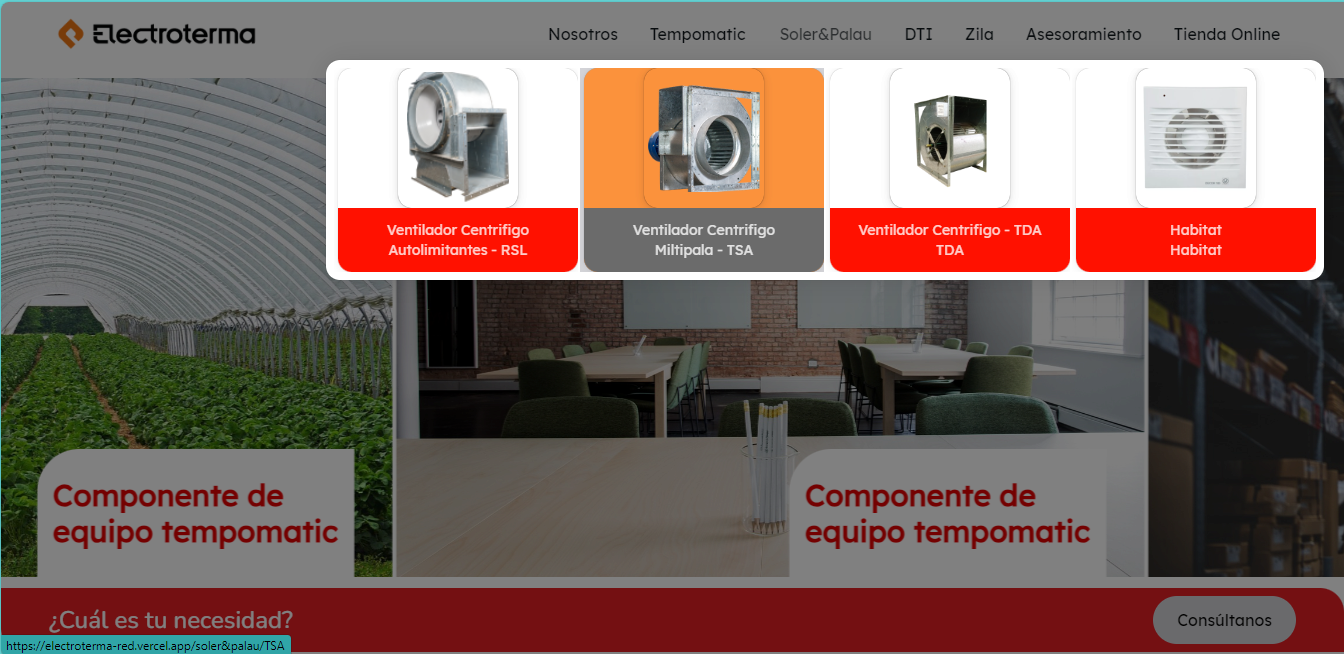 Electroterma
Nosotros Tempomatic Soler&Palau DTI Zila Asesoramiento Tienda Online
Ventilador Centrifigo
Autolimitantes - RSL
Ventilador Centrifigo
Miltipala - TSA
Ventilador Centrifigo - TDA
TDA
Habitat
Habitat
Componente de
equipo tempomatic
Componente de
equipo tempomatic
¿Cuál es tu necesidad?
Consúltanos
https://electroterma-red.vercel.app/soler&palau/TSA